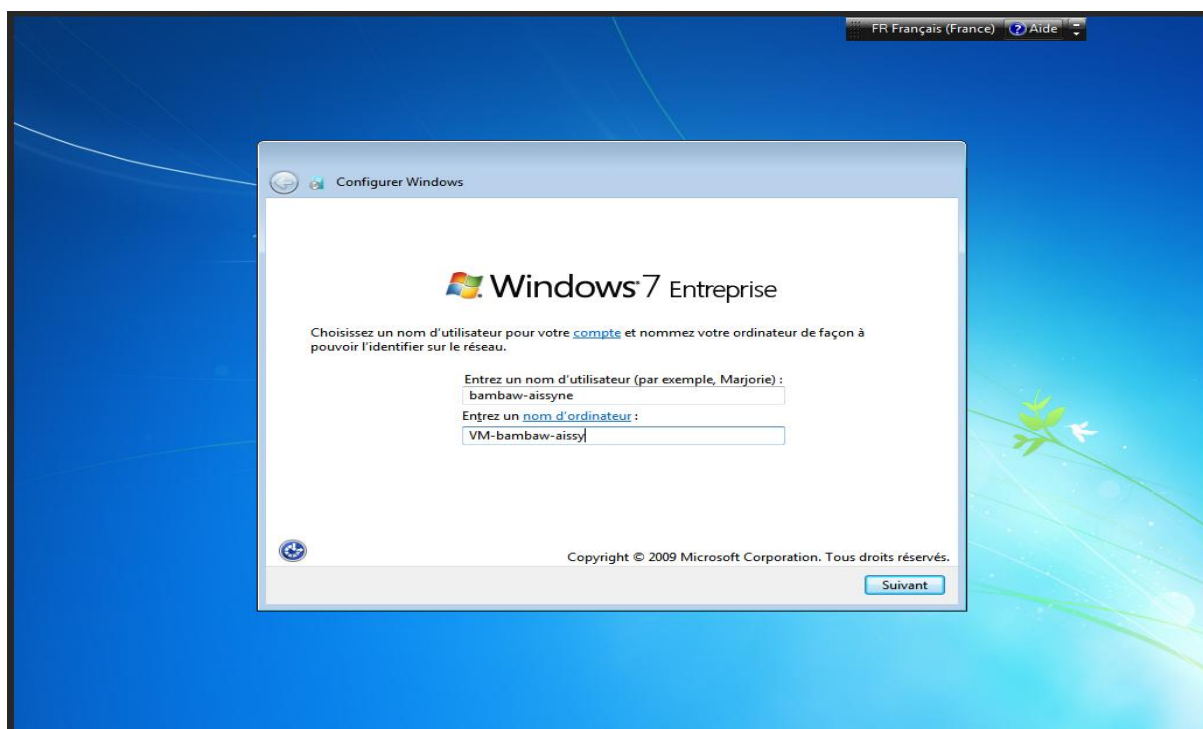 FR Français (France) Aide
Configurer Windows
Windows 7 Entreprise
Choisissez un nom d'utilisateur pour votre compte et nommez votre ordinateur de façon à
pouvoir l'identifier sur le réseau.
Entrez un nom d'utilisateur (par exemple, Marjorie) :
bambaw-aissyne
Entrez un nom d'ordinateur :
VM-bambaw-aissy
Copyright © 2009 Microsoft Corporation. Tous droits réservés.
Suivant